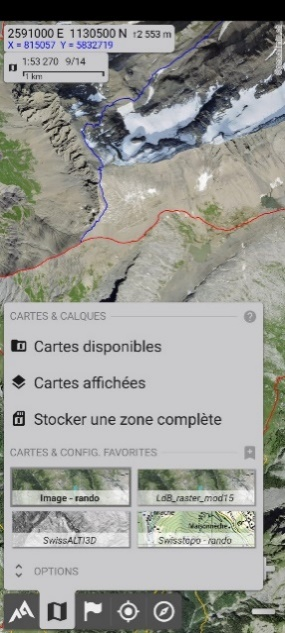 2591000 E 1130500 N ↑2 553 m
X = 815057 Y = 5832719
1:53 270 9/14
1 km
CARTES & CALQUES
?
Cartes disponibles
Cartes affichées
Stocker une zone complète
CARTES & CONFIG. FAVORITES
Image - rando
LdB_raster_mod15
SwissALTI3D
Swisstopo - rando
OPTIONS